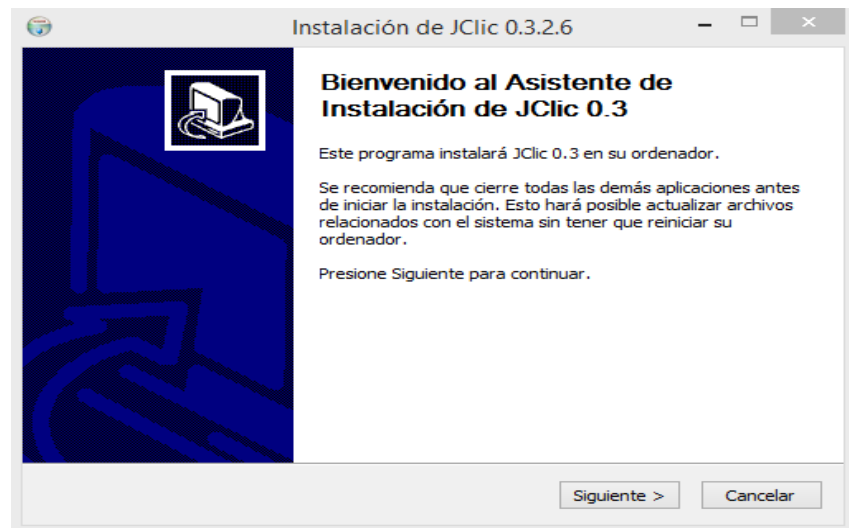 Instalación de JClic 0.3.2.6
Bienvenido al Asistente de
Instalación de JClic 0.3
Este programa instalará JClic 0.3 en su ordenador.
Se recomienda que cierre todas las demás aplicaciones antes
de iniciar la instalación. Esto hará posible actualizar archivos
relacionados con el sistema sin tener que reiniciar su
ordenador.
Presione Siguiente para continuar.
Siguiente >
Cancelar